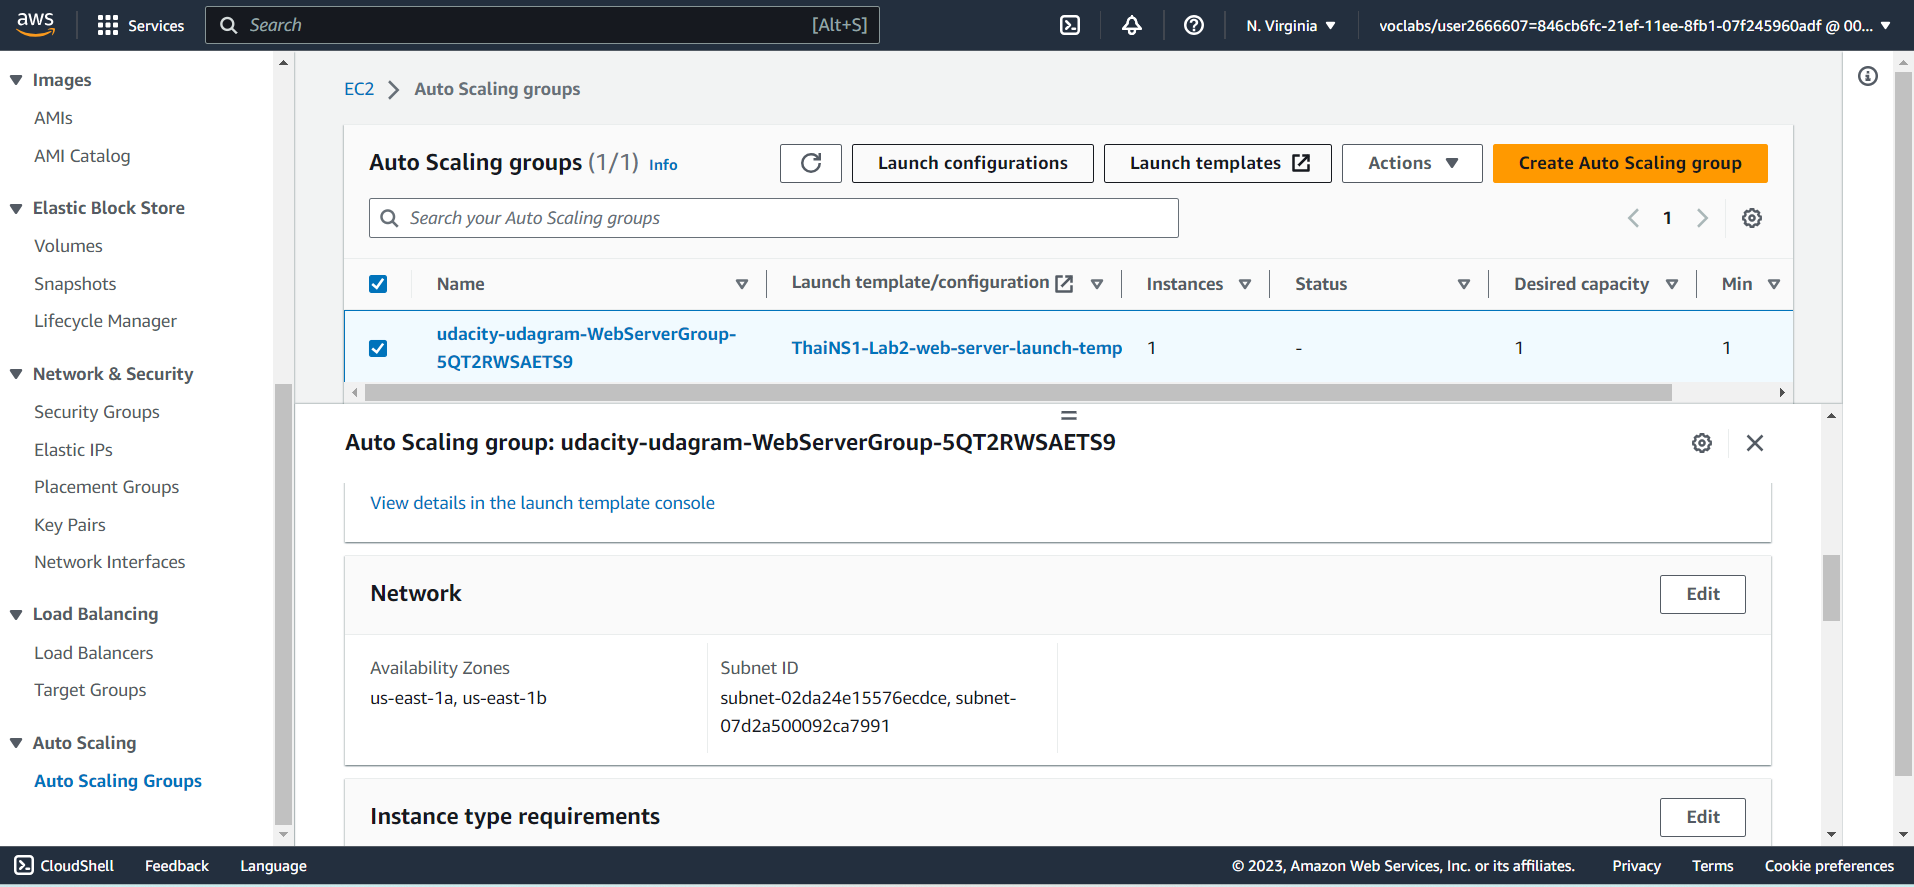 aws
Services
Search
[Alt+S]
N. Virginia
voclabs/user2666607=846cb6fc-21ef-11ee-8fb1-07f245960adf @ 00...
Images
AMIs
AMI Catalog
Elastic Block Store
Volumes
Snapshots
Lifecycle Manager
Network & Security
Security Groups
Elastic IPs
Placement Groups
Key Pairs
Network Interfaces
Load Balancing
Load Balancers
Target Groups
Auto Scaling
Auto Scaling Groups
EC2 > Auto Scaling groups
Auto Scaling groups (1/1) Info
Launch configurations
Launch templates
Actions
Create Auto Scaling group
Search your Auto Scaling groups
1
Name
Launch template/configuration
Instances
Status
Desired capacity
Min
udacity-udagram-WebServerGroup-
5QT2RWSAETS9
ThaiNS1-Lab2-web-server-launch-temp
1
-
1
1
Auto Scaling group: udacity-udagram-WebServerGroup-5QT2RWSAETS9
View details in the launch template console
Network
Edit
Availability Zones
us-east-1a, us-east-1b
Subnet ID
subnet-02da24e15576ecdce, subnet-
07d2a500092ca7991
Instance type requirements
Edit
CloudShell
Feedback
Language
© 2023, Amazon Web Services, Inc. or its affiliates.
Privacy
Terms
Cookie preferences